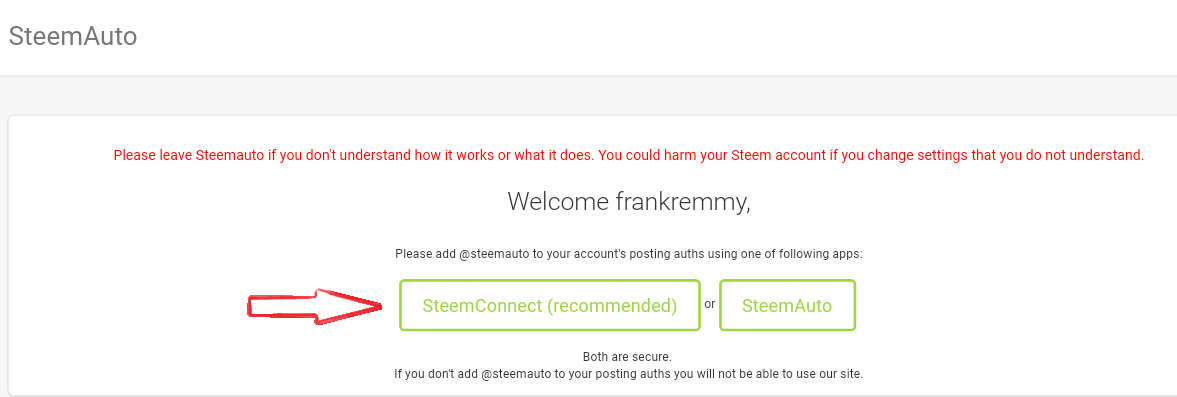 SteemAuto
Please leave Steemauto if you don't understand how it works or what it does. You could harm your Steem account if you change settings that you do not understand.
Welcome frankremmy,
Please add @steemauto to your account's posting auths using one of following apps:
SteemConnect (recommended) or SteemAuto
Both are secure.
If you don't add @steemauto to your posting auths you will not be able to use our site.